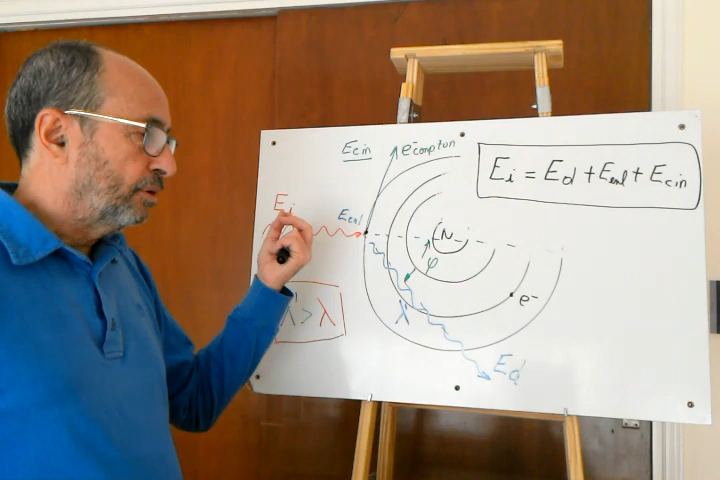 Ecin e⁻compton
Ei = Ed + Eenl + Ecin
Ei
Eenl
N
φ
e⁻
λ' > λ
λ'
Ed